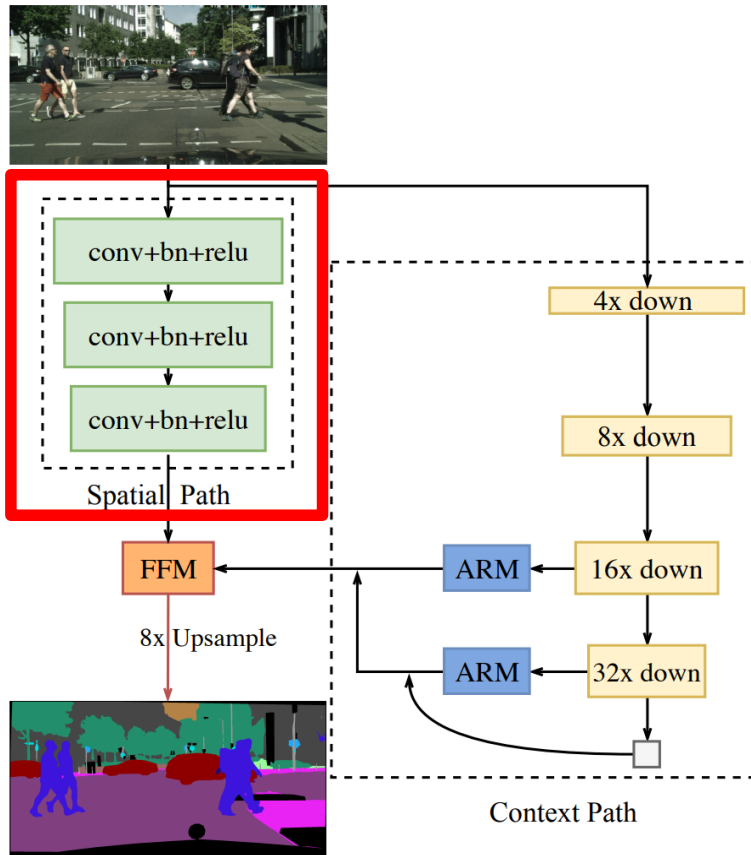 conv+bn+relu
4x down
conv+bn+relu
conv+bn+relu
8x down
Spatial Path
FFM
ARM
16x down
8x Upsample
ARM
32x down
Context Path